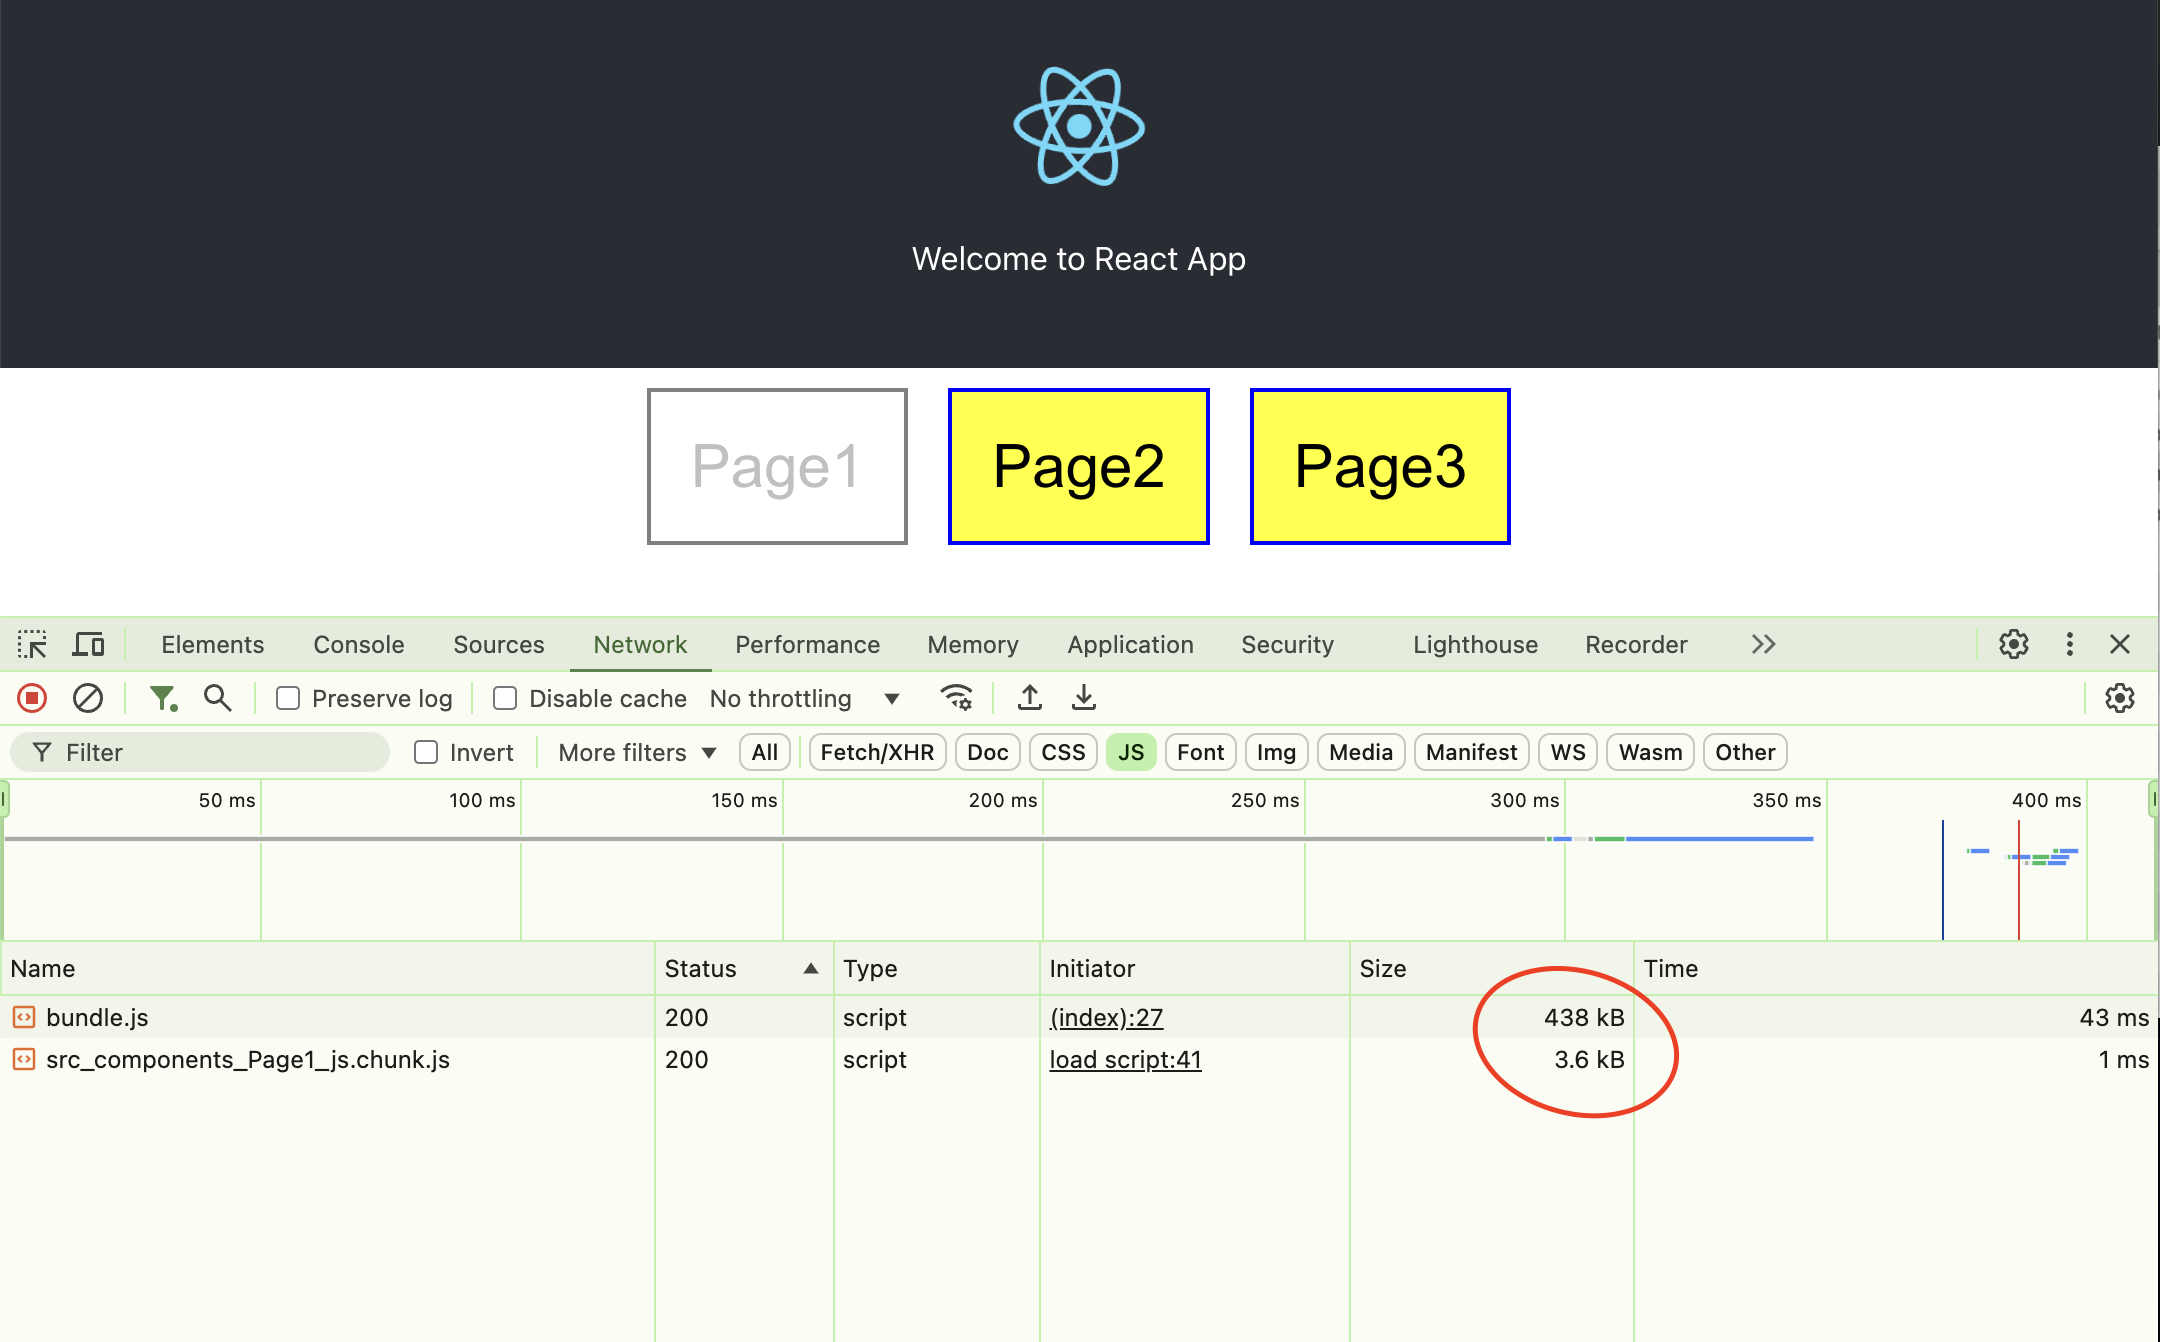 Welcome to React App
Page1 Page2 Page3
Elements Console Sources Network Performance Memory Application Security Lighthouse Recorder
Preserve log Disable cache No throttling
Filter Invert More filters All Fetch/XHR Doc CSS JS Font Img Media Manifest WS Wasm Other
50 ms 100 ms 150 ms 200 ms 250 ms 300 ms 350 ms 400 ms
Name Status Type Initiator Size Time
bundle.js 200 script (index):27 438 kB 43 ms
src_components_Page1_js.chunk.js 200 script load script:41 3.6 kB 1 ms